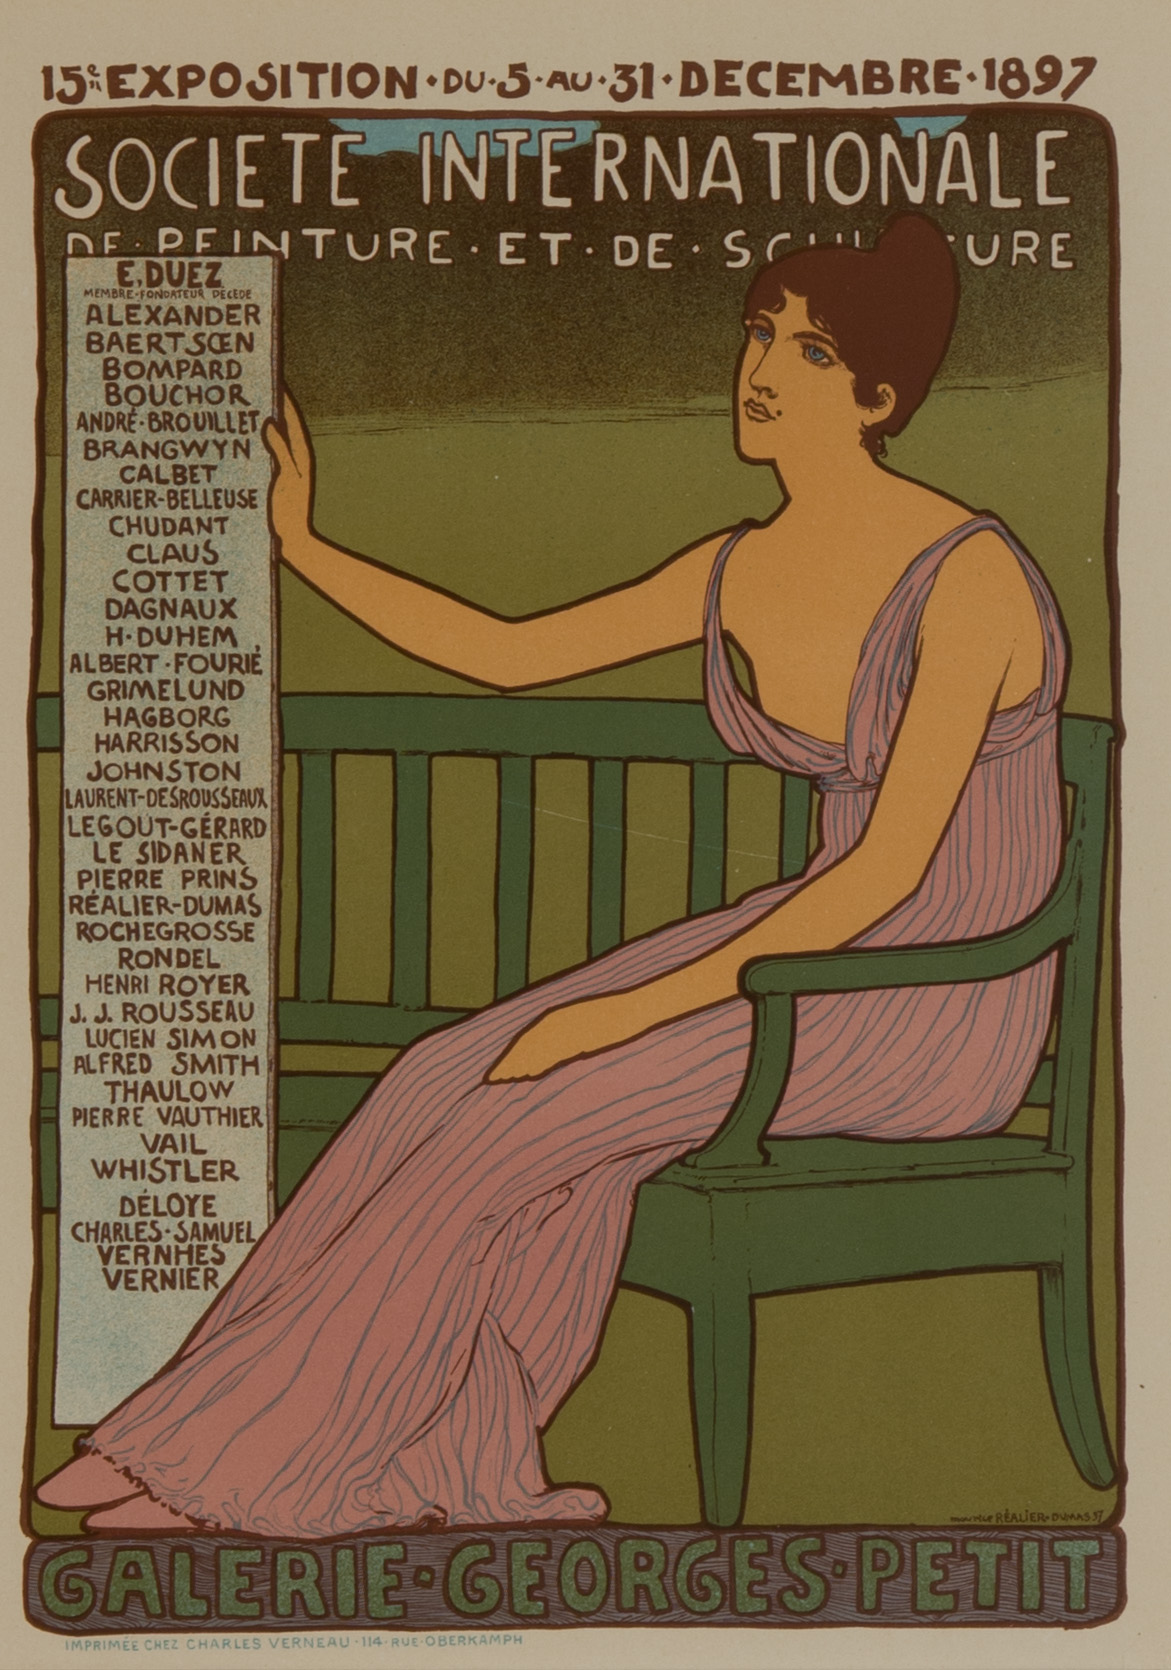 15e EXPOSITION·DU·5·AU·31·DECEMBRE·1897
SOCIETE INTERNATIONALE
DE·PEINTURE·ET·DE·SCULPTURE
E.DUEZ
MEMBRE-FONDATEUR DÉCÉDÉ
ALEXANDER
BAERTSŒN
BOMPARD
BOUCHOR
ANDRÉ·BROUILLET
BRANGWYN
CALBET
CARRIER-BELLEUSE
CHUDANT
CLAUS
COTTET
DAGNAUX
H·DUHEM
ALBERT·FOURIÉ
GRIMELUND
HAGBORG
HARRISSON
JOHNSTON
LAURENT-DESROUSSEAUX
LEGOUT-GÉRARD
LE SIDANER
PIERRE PRINS
RÉALIER-DUMAS
ROCHEGROSSE
RONDEL
HENRI ROYER
J. J. ROUSSEAU
LUCIEN SIMON
ALFRED SMITH
THAULOW
PIERRE VAUTHIER
VAIL
WHISTLER
DÉLOYE
CHARLES·SAMUEL
VERNHES
VERNIER
maurice RÉALIER-DUMAS 97
GALERIE·GEORGES·PETIT
IMPRIMÉE CHEZ CHARLES VERNEAU·114·RUE·OBERKAMPH